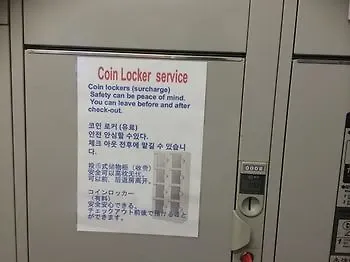 Coin Locker service
Coin lockers (surcharge)
Safety can be peace of mind.
You can leave before and after
check-out.
코인 로커 (유료)
안전 안심할 수있다.
체크 아웃 전후에 맡길 수 있습니
다.
投币式储物柜（收费）
安全可以高枕无忧。
可以前，后退房离开。
コインロッカー
（有料）
安全安心できる。
チェックアウト前後で預けること
ができます。